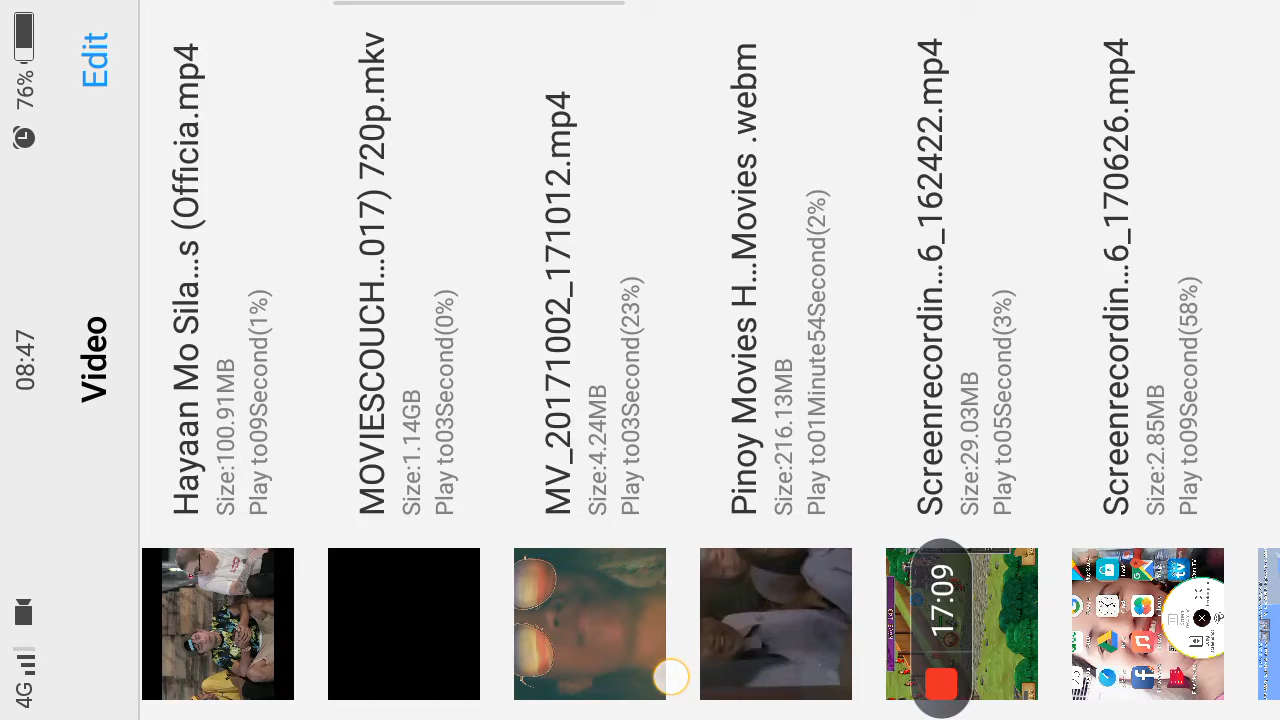 4G
08:47
76%
Video
Edit
Hayaan Mo Sila...s (Officia.mp4
Size:100.91MB
Play to09Second(1%)
MOVIESCOUCH...017) 720p.mkv
Size:1.14GB
Play to03Second(0%)
MV_20171002_171012.mp4
Size:4.24MB
Play to03Second(23%)
Pinoy Movies H...Movies .webm
Size:216.13MB
Play to01Minute54Second(2%)
Screenrecordin...6_162422.mp4
Size:29.03MB
Play to05Second(3%)
17:09
Screenrecordin...6_170626.mp4
Size:2.85MB
Play to09Second(58%)